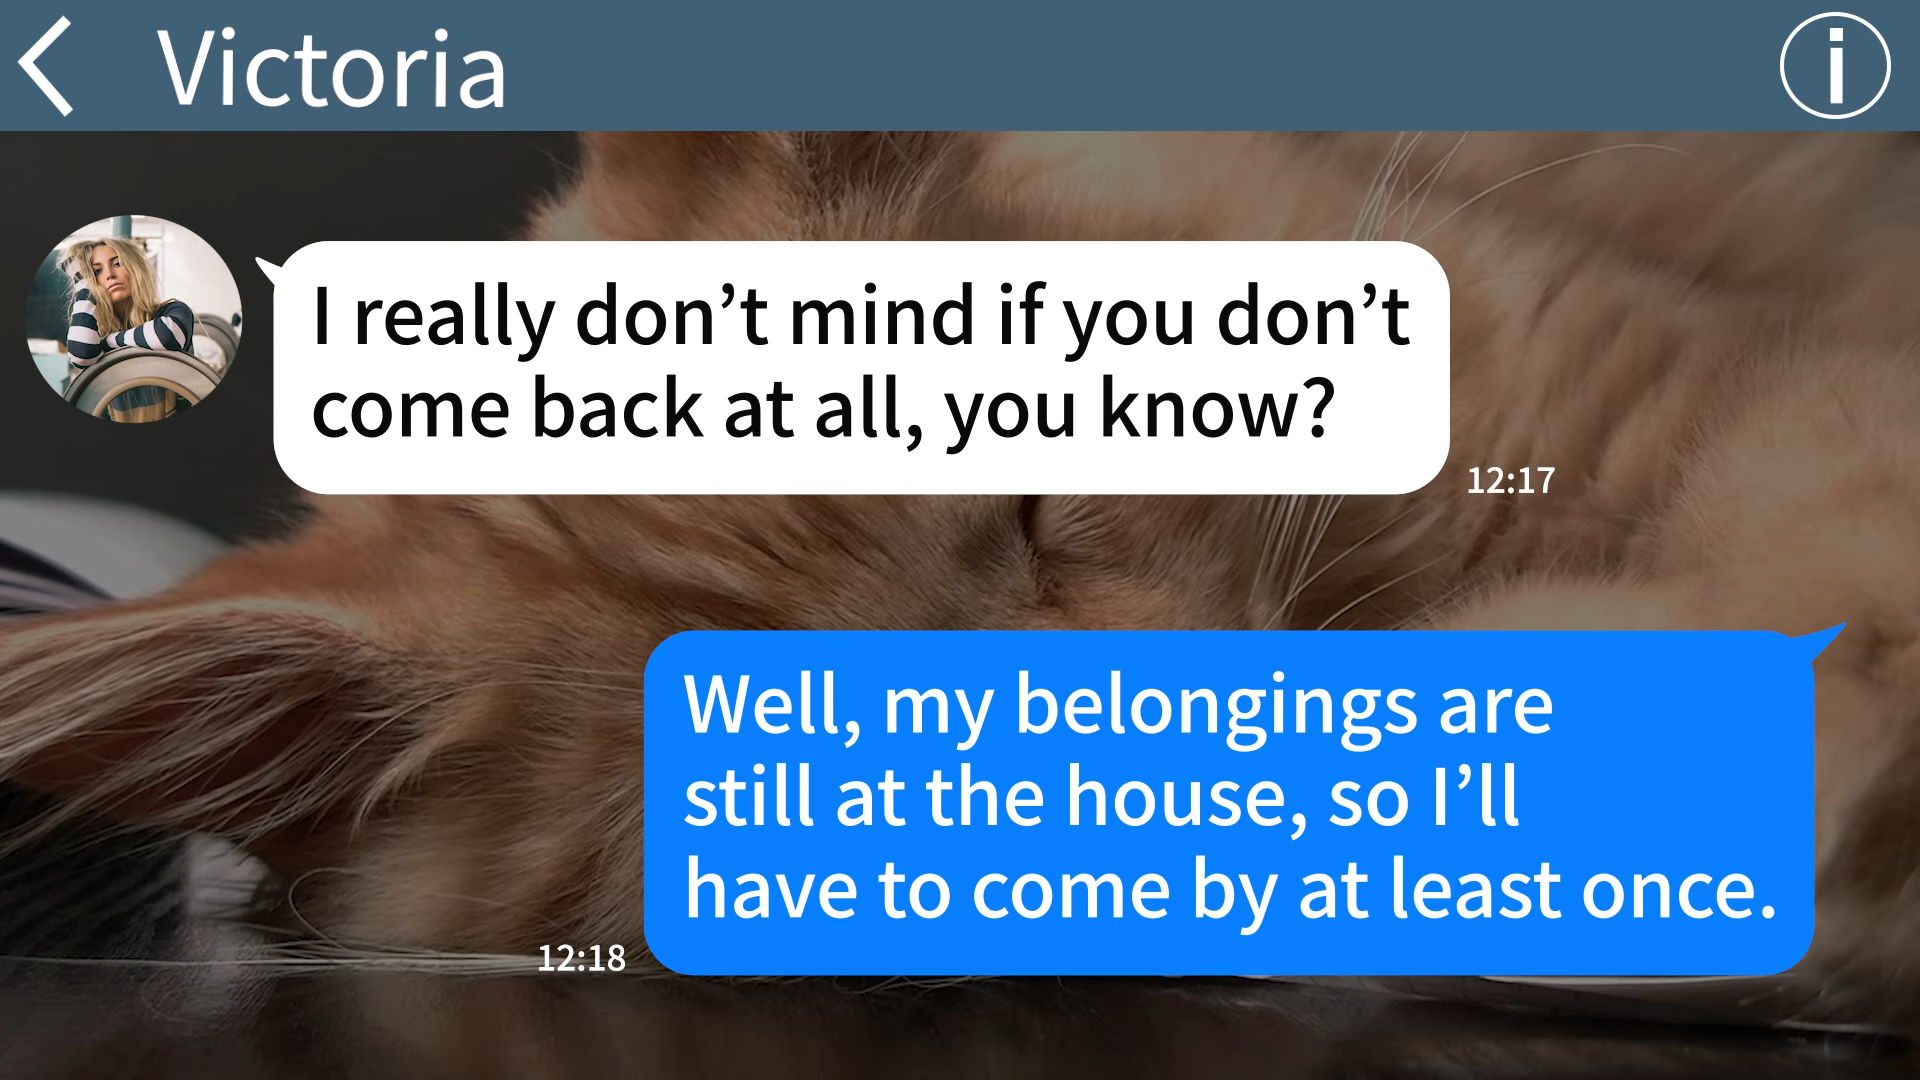 Victoria
I really don’t mind if you don’t
come back at all, you know?
12:17
Well, my belongings are
still at the house, so I’ll
have to come by at least once.
12:18